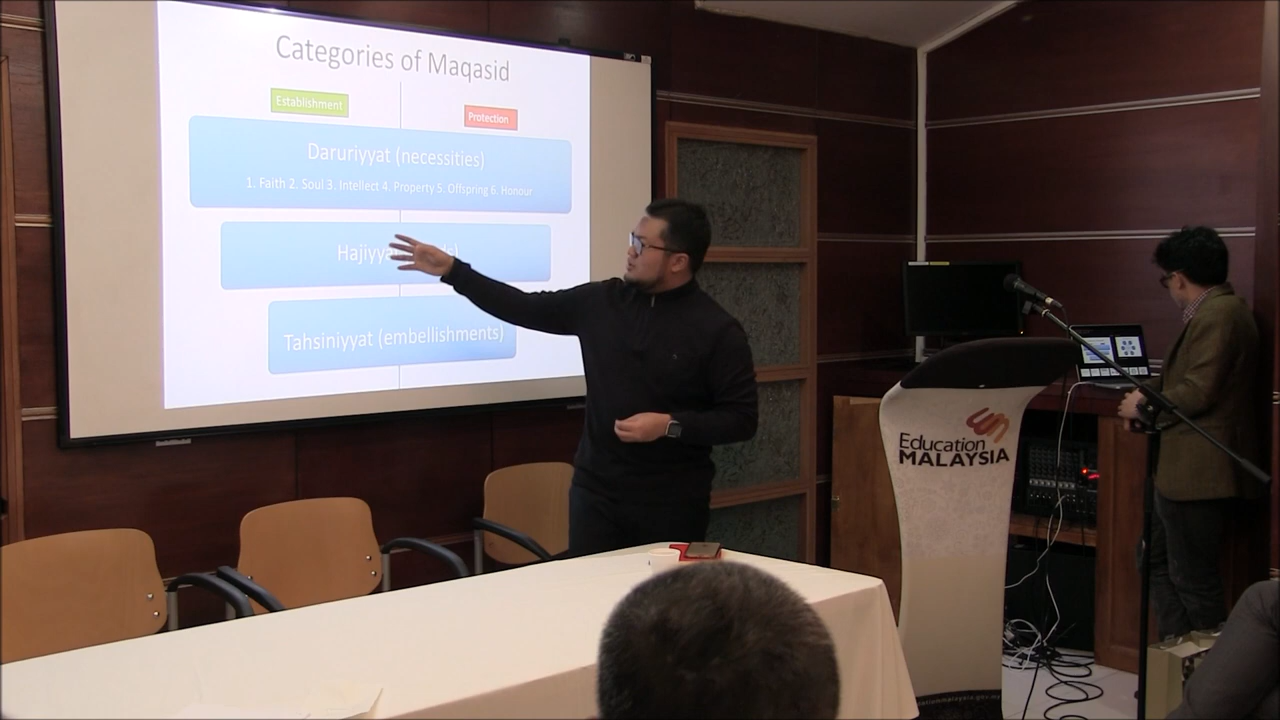 Categories of Maqasid
Establishment
Protection
Daruriyyat (necessities)
1. Faith 2. Soul 3. Intellect 4. Property 5. Offspring 6. Honour
Tahsiniyyat (embellishments)
Education
MALAYSIA